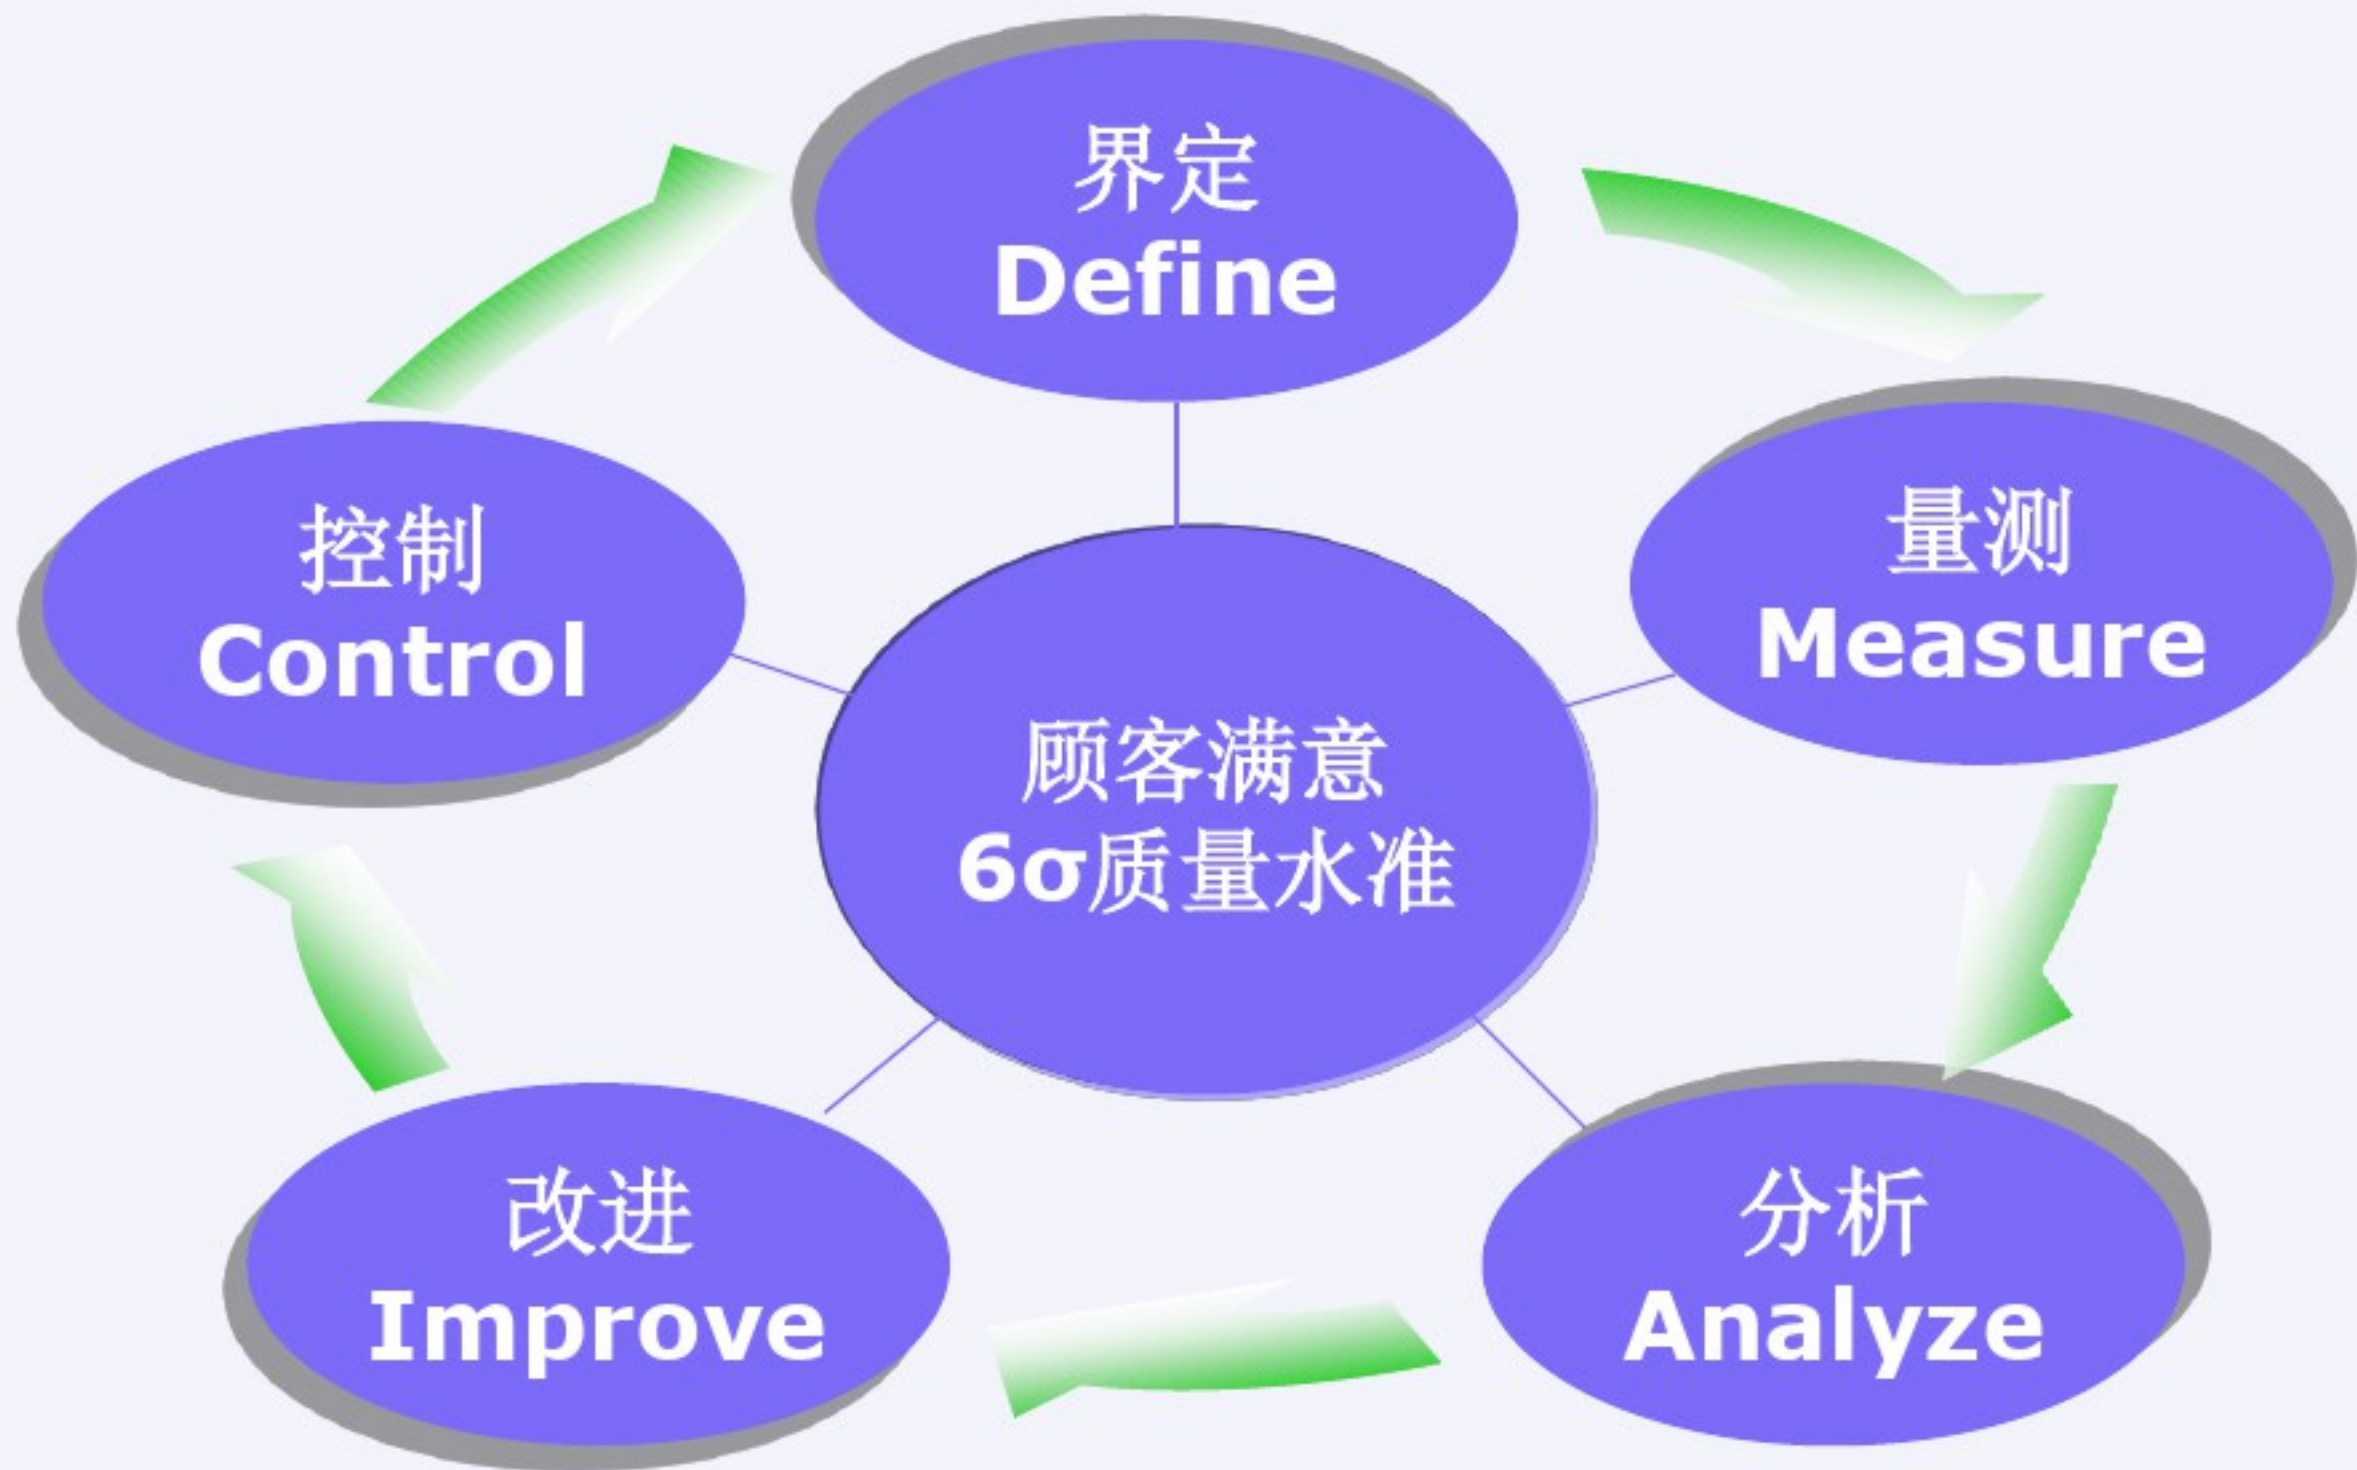 界定
Define
量测
Measure
分析
Analyze
改进
Improve
控制
Control
顾客满意
6σ质量水准